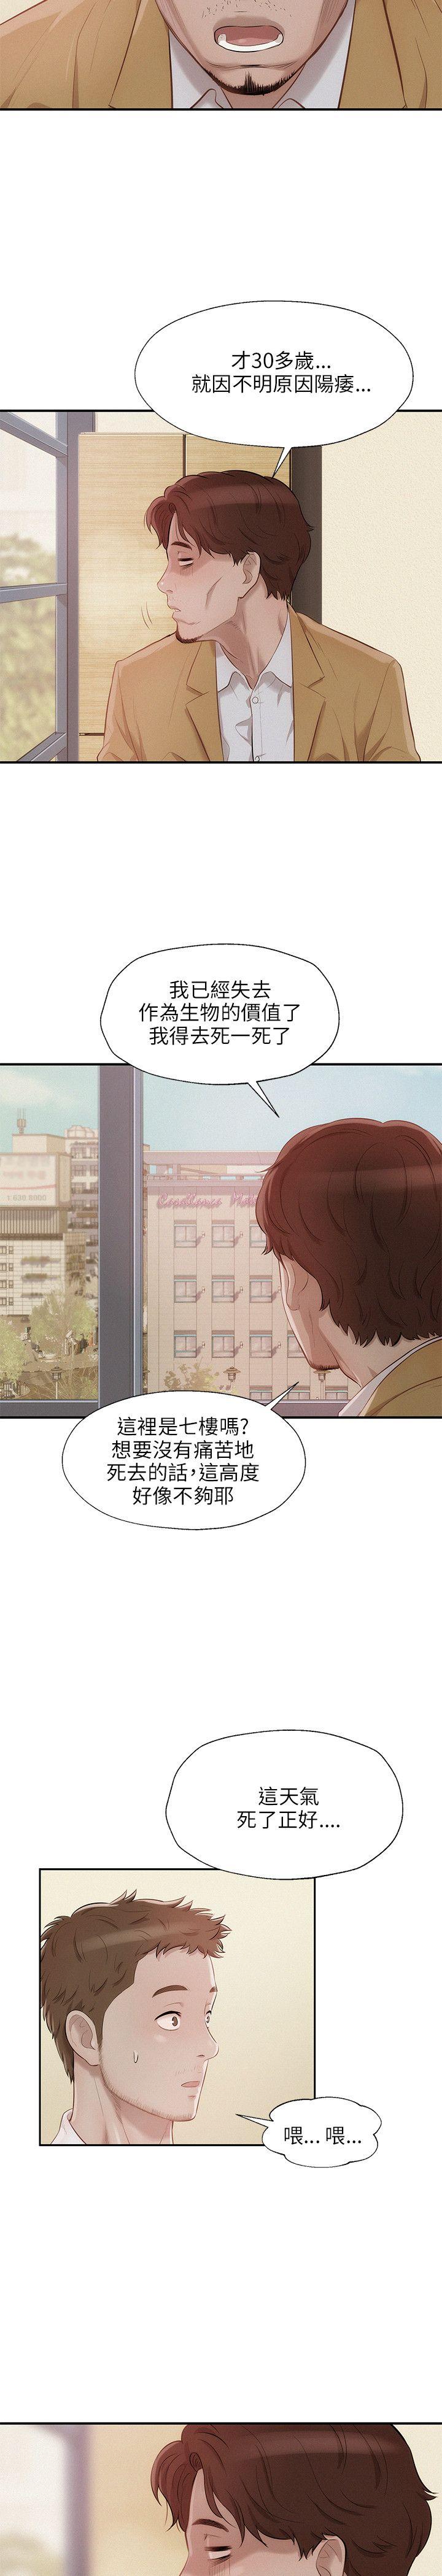 才30多歲...
就因不明原因陽痿...
我已經失去
作為生物的價值了
我得去死一死了
1 638 8000
這裡是七樓嗎?
想要沒有痛苦地
死去的話，這高度
好像不夠耶
這天氣
死了正好....
喂... 喂...